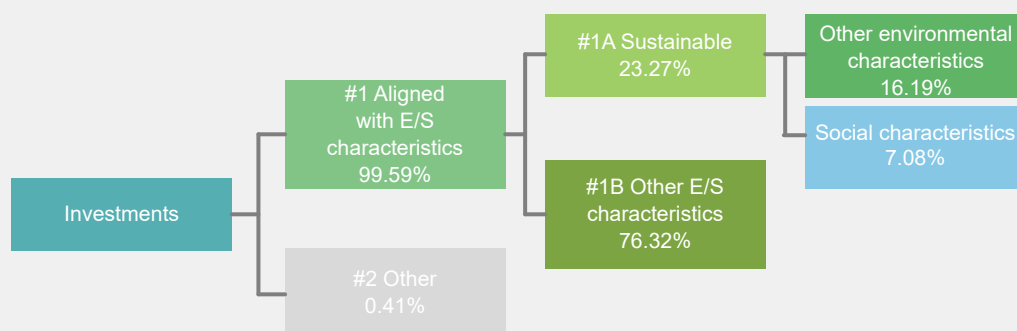 Investments
#1 Aligned
with E/S
characteristics
99.59%
#2 Other
0.41%
#1A Sustainable
23.27%
#1B Other E/S
characteristics
76.32%
Other environmental
characteristics
16.19%
Social characteristics
7.08%